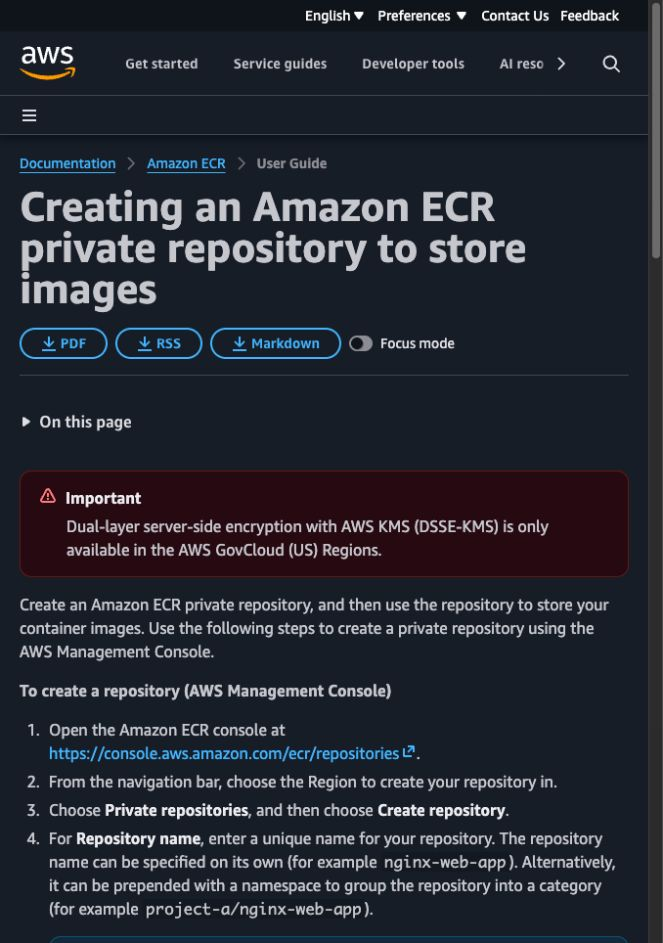 English Preferences Contact Us Feedback
aws
Get started Service guides Developer tools AI reso
Documentation Amazon ECR User Guide
Creating an Amazon ECR
private repository to store
images
PDF RSS Markdown Focus mode
On this page
Important
Dual-layer server-side encryption with AWS KMS (DSSE-KMS) is only
available in the AWS GovCloud (US) Regions.
Create an Amazon ECR private repository, and then use the repository to store your
container images. Use the following steps to create a private repository using the
AWS Management Console.
To create a repository (AWS Management Console)
1. Open the Amazon ECR console at
https://console.aws.amazon.com/ecr/repositories.
2. From the navigation bar, choose the Region to create your repository in.
3. Choose Private repositories, and then choose Create repository.
4. For Repository name, enter a unique name for your repository. The repository
name can be specified on its own (for example nginx-web-app). Alternatively,
it can be prepended with a namespace to group the repository into a category
(for example project-a/nginx-web-app).